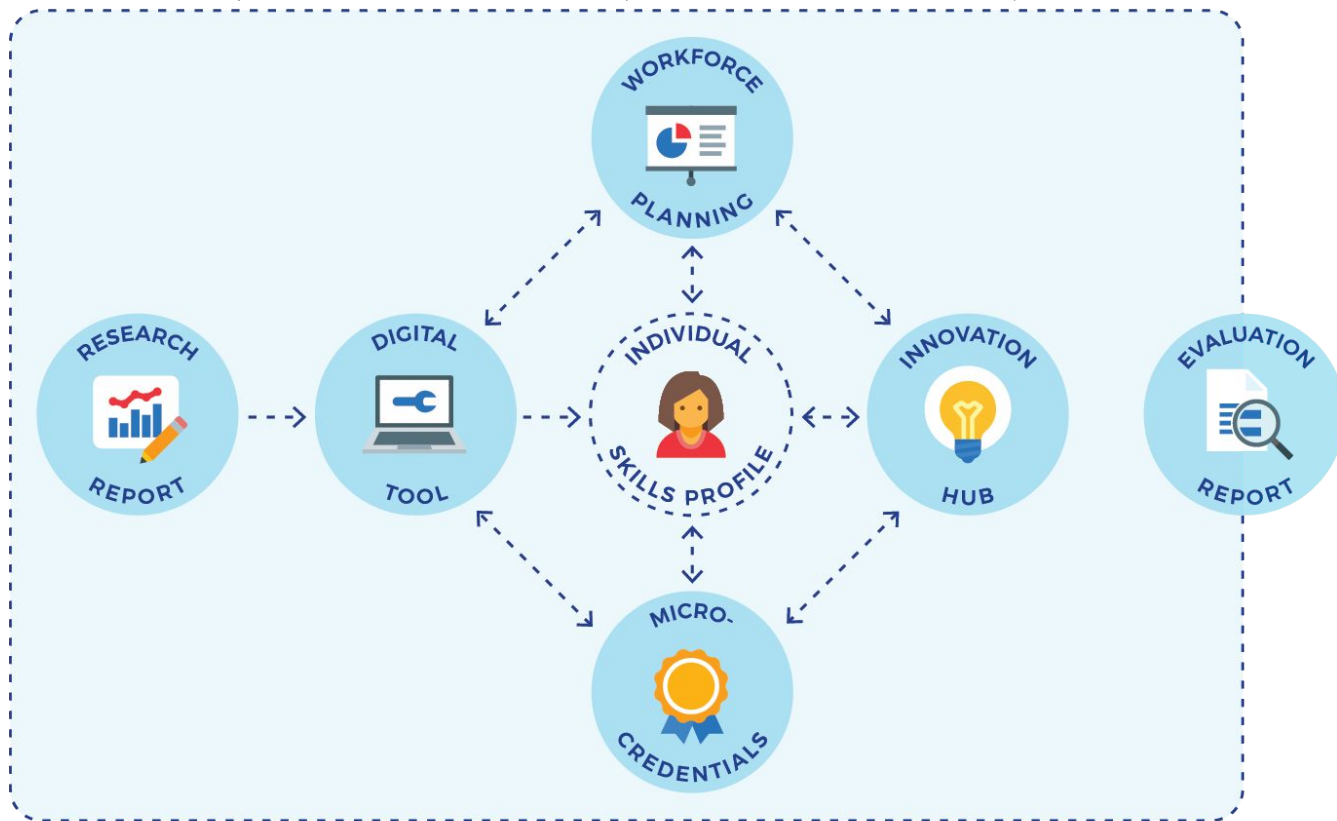 WORKFORCE
PLANNING
RESEARCH
REPORT
DIGITAL
TOOL
INDIVIDUAL
SKILLS PROFILE
INNOVATION
HUB
EVALUATION
REPORT
MICRO-
CREDENTIALS